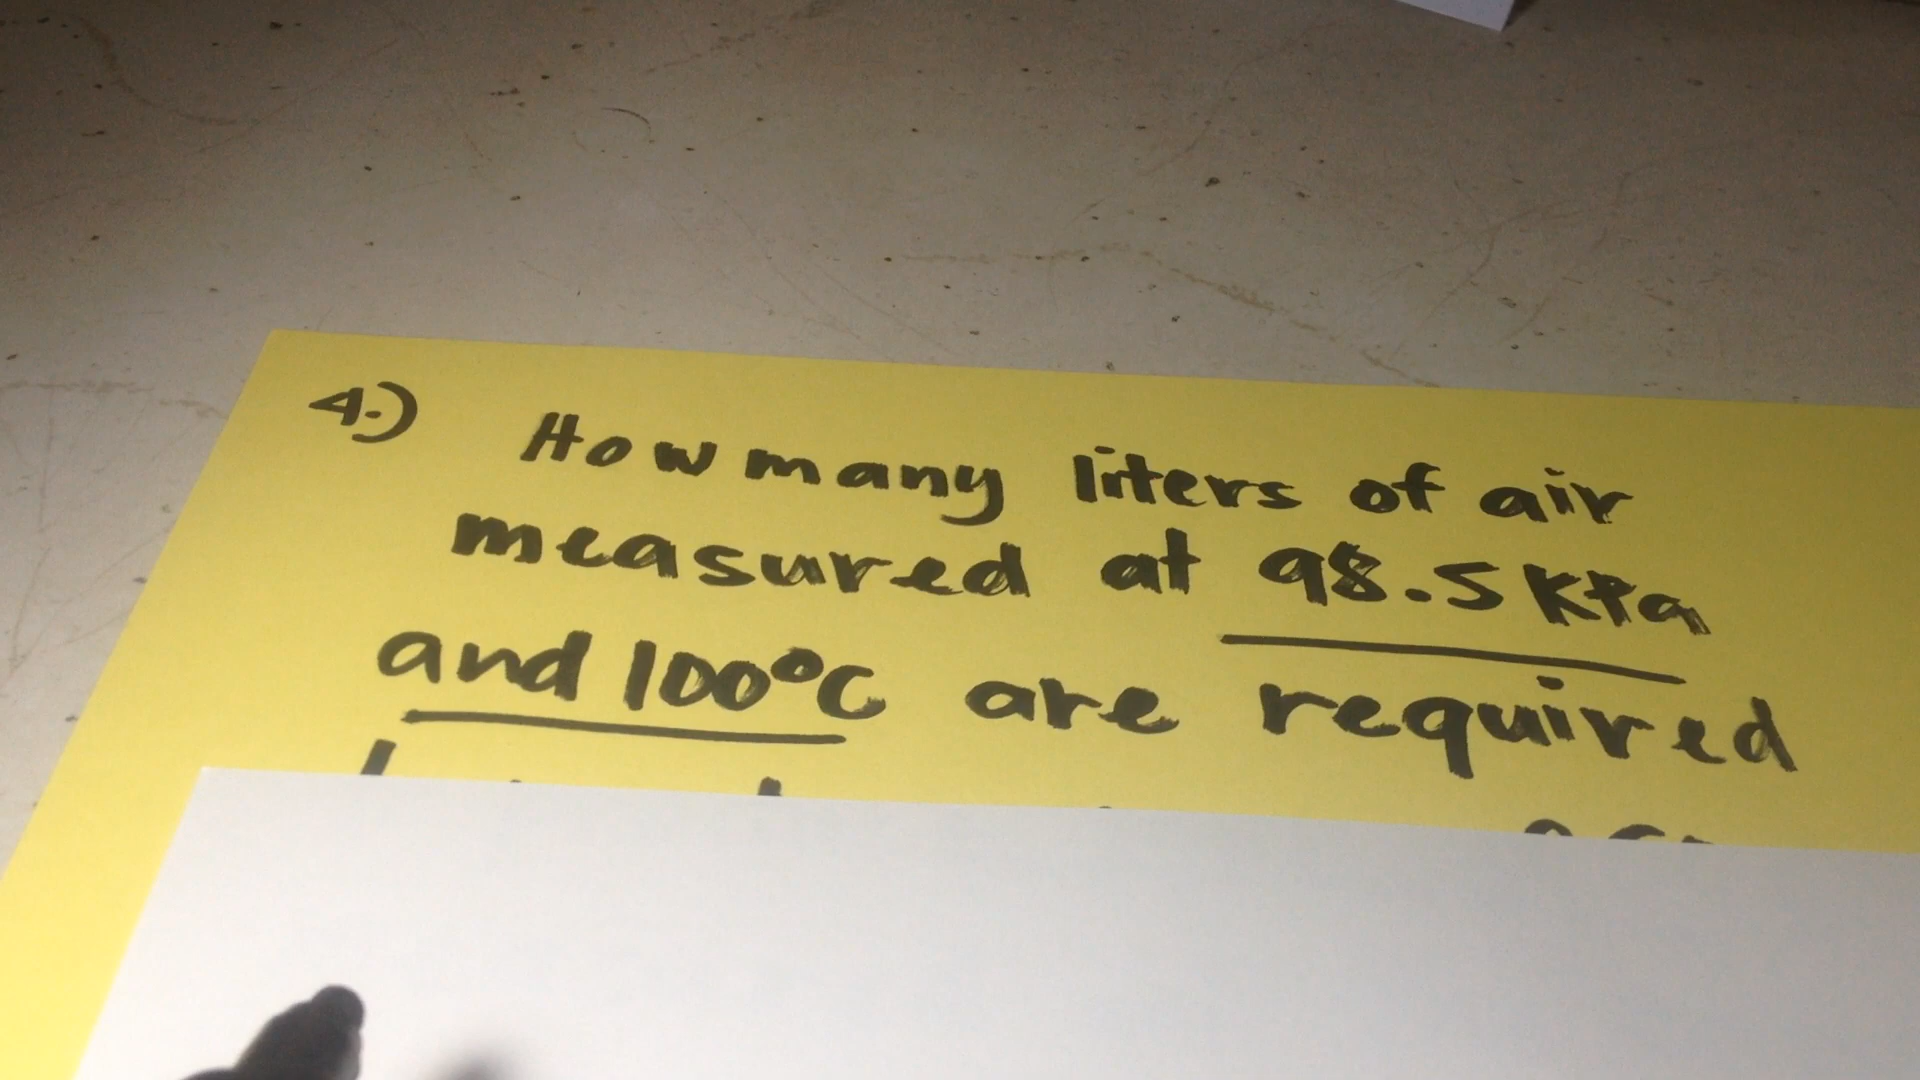 4.) How many liters of air
measured at 98.5 KPa
and 100°C are required